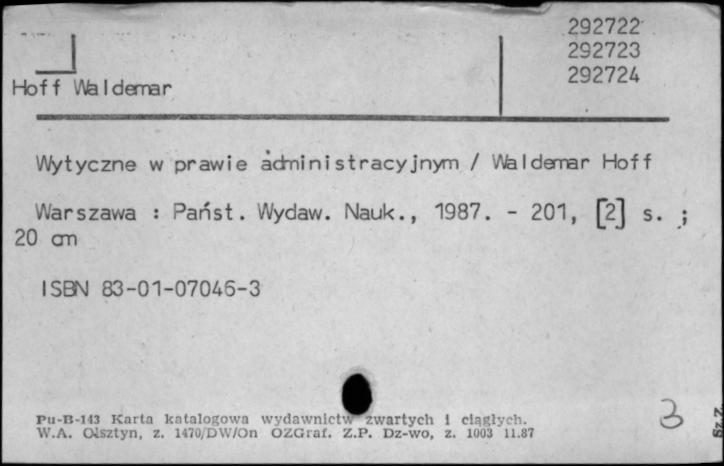 292722
292723
292724
Hoff Waldemar
Wytyczne w prawie administracyjnym / Waldemar Hoff
Warszawa : Państ. Wydaw. Nauk., 1987. - 201, [2] s. ;
20 cm
ISBN 83-01-07046-3
3
Pu-B-143 Karta katalogowa wydawnictw zwartych i ciągłych.
W.A. Olsztyn, z. 1470/DW/On OZGraf. Z.P. Dz-wo, z. 1003 11.87